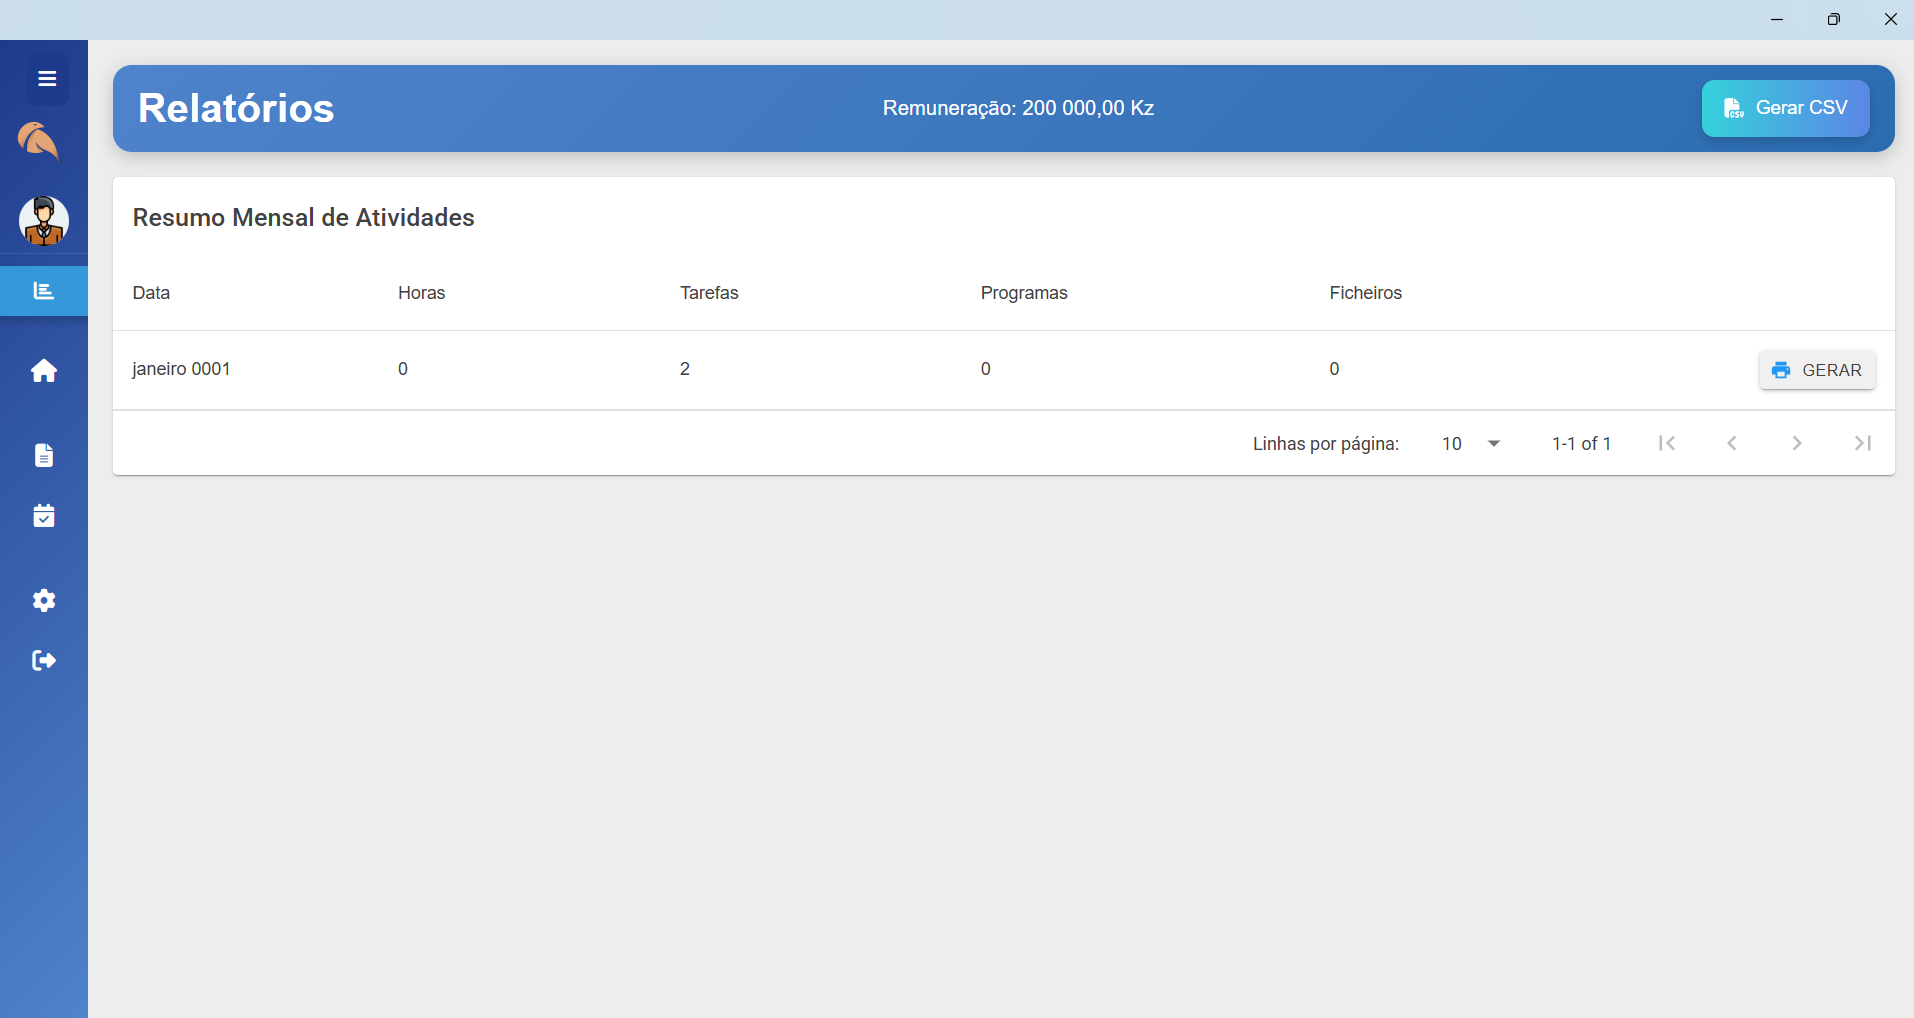 Relatórios
Remuneração: 200 000,00 Kz
CSV Gerar CSV
Resumo Mensal de Atividades
Data Horas Tarefas Programas Ficheiros
janeiro 0001 0 2 0 0 GERAR
Linhas por página: 10 1-1 of 1